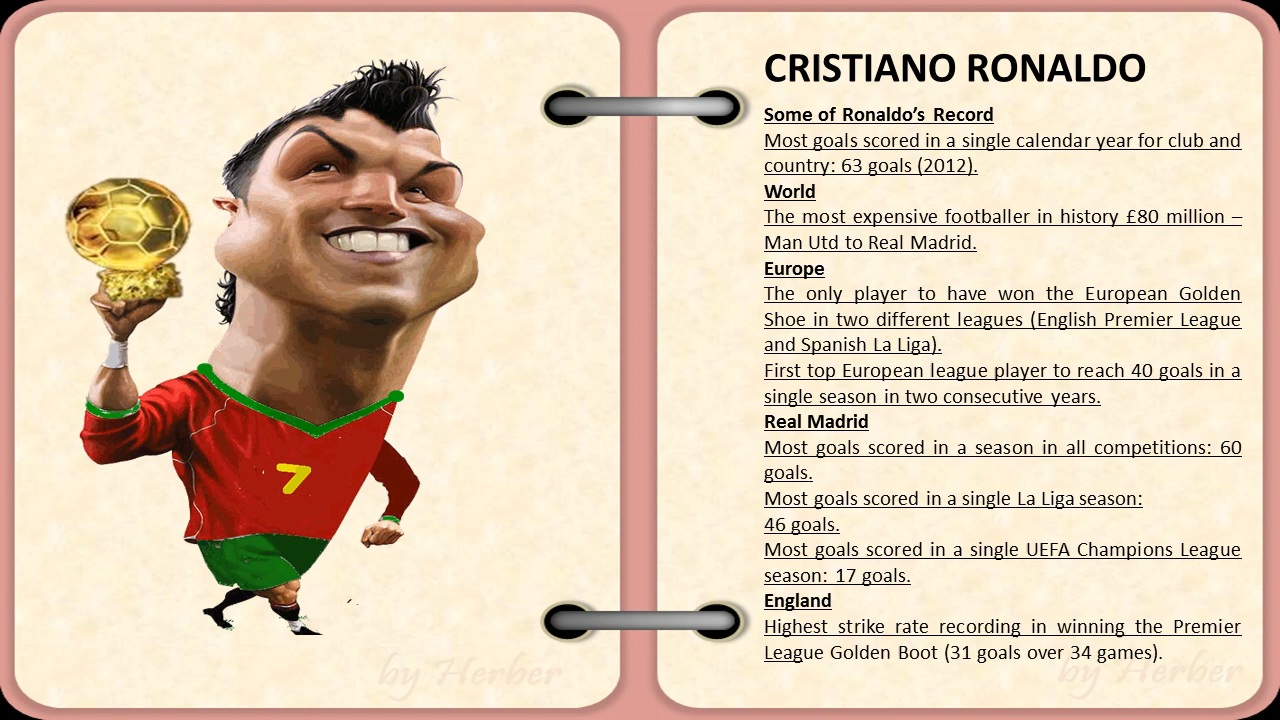 CRISTIANO RONALDO
Some of Ronaldo’s Record
Most goals scored in a single calendar year for club and
country: 63 goals (2012).
World
The most expensive footballer in history £80 million –
Man Utd to Real Madrid.
Europe
The only player to have won the European Golden
Shoe in two different leagues (English Premier League
and Spanish La Liga).
First top European league player to reach 40 goals in a
single season in two consecutive years.
Real Madrid
Most goals scored in a season in all competitions: 60
goals.
Most goals scored in a single La Liga season:
46 goals.
Most goals scored in a single UEFA Champions League
season: 17 goals.
England
Highest strike rate recording in winning the Premier
League Golden Boot (31 goals over 34 games).
7
by Herber
by Herber